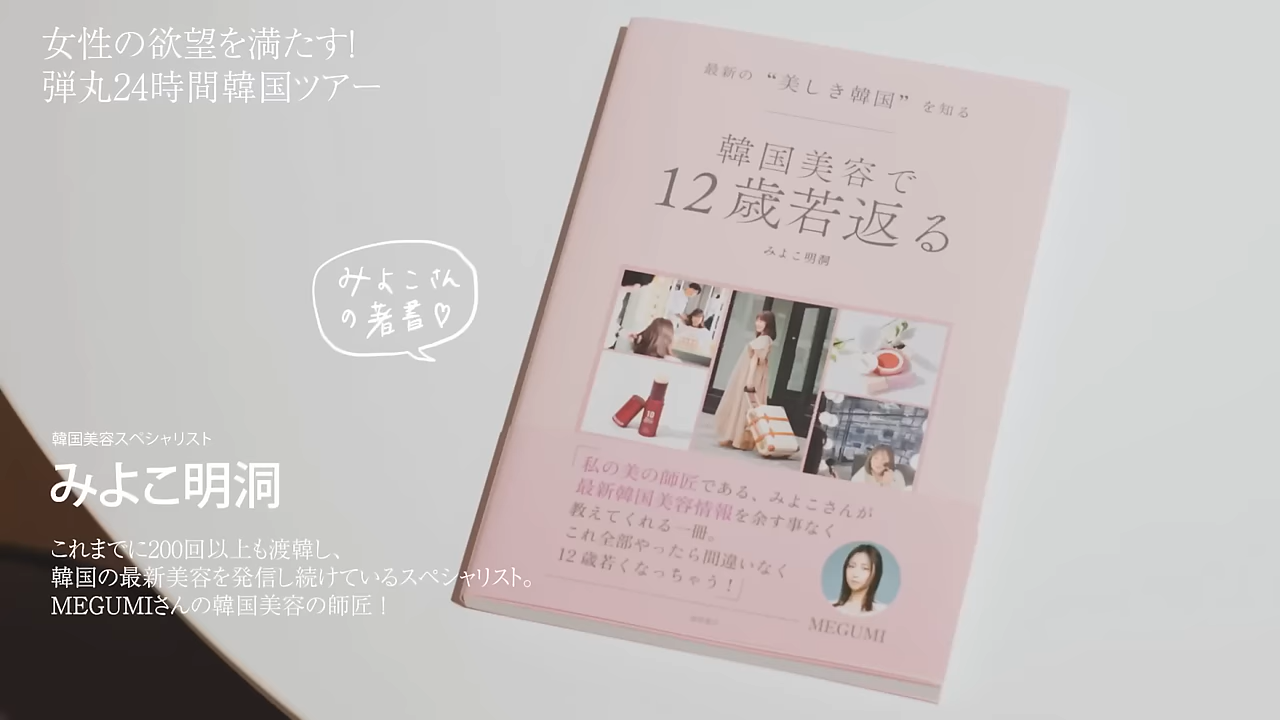 女性の欲望を満たす!
弾丸24時間韓国ツアー
最新の“美しき韓国”を知る
韓国美容で
12歳若返る
みよこ明洞
みよこさん
の著書♡
韓国美容スペシャリスト
みよこ明洞
これまでに200回以上も渡韓し、
韓国の最新美容を発信し続けているスペシャリスト。
MEGUMIさんの韓国美容の師匠！
「私の美の師匠である、みよこさんが
最新韓国美容情報を余す事なく
教えてくれる一冊。
これ全部やったら間違いなく
12歳若くなっちゃう！」
MEGUMI